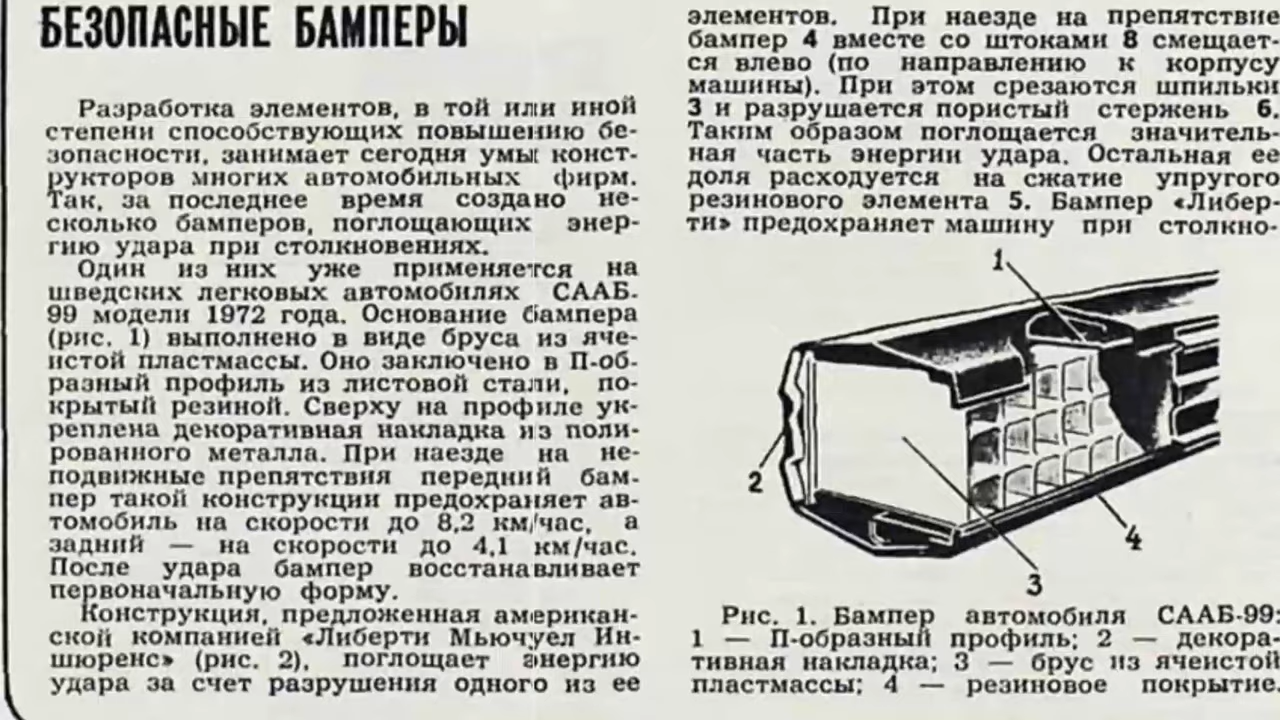 БЕЗОПАСНЫЕ БАМПЕРЫ
Разработка элементов, в той или иной
степени способствующих повышению бе-
зопасности, занимает сегодня умы конст-
рукторов многих автомобильных фирм.
Так, за последнее время создано не-
сколько бамперов, поглощающих энер-
гию удара при столкновениях.
Один из них уже применяется на
шведских легковых автомобилях СААБ-
99 модели 1972 года. Основание бампера
(рис. 1) выполнено в виде бруса из яче-
истой пластмассы. Оно заключено в П-об-
разный профиль из листовой стали, по-
крытый резиной. Сверху на профиле ук-
реплена декоративная накладка из поли-
рованного металла. При наезде на не-
подвижные препятствия передний бам-
пер такой конструкции предохраняет ав-
томобиль на скорости до 8,2 км/час, а
задний — на скорости до 4,1 км/час.
После удара бампер восстанавливает
первоначальную форму.
Конструкция, предложенная американ-
ской компанией «Либерти Мьючуел Ин-
шюренс» (рис. 2), поглощает энергию
удара за счет разрушения одного из ее
элементов. При наезде на препятствие
бампер 4 вместе со штоками 8 смещает-
ся влево (по направлению к корпусу
машины). При этом срезаются шпильки
3 и разрушается пористый стержень 6.
Таким образом поглощается значитель-
ная часть энергии удара. Остальная ее
доля расходуется на сжатие упругого
резинового элемента 5. Бампер «Либер-
ти» предохраняет машину при столкно-
1
2
4
3
Рис. 1. Бампер автомобиля СААБ-99:
1 — П-образный профиль; 2 — декора-
тивная накладка; 3 — брус из ячеистой
пластмассы; 4 — резиновое покрытие.